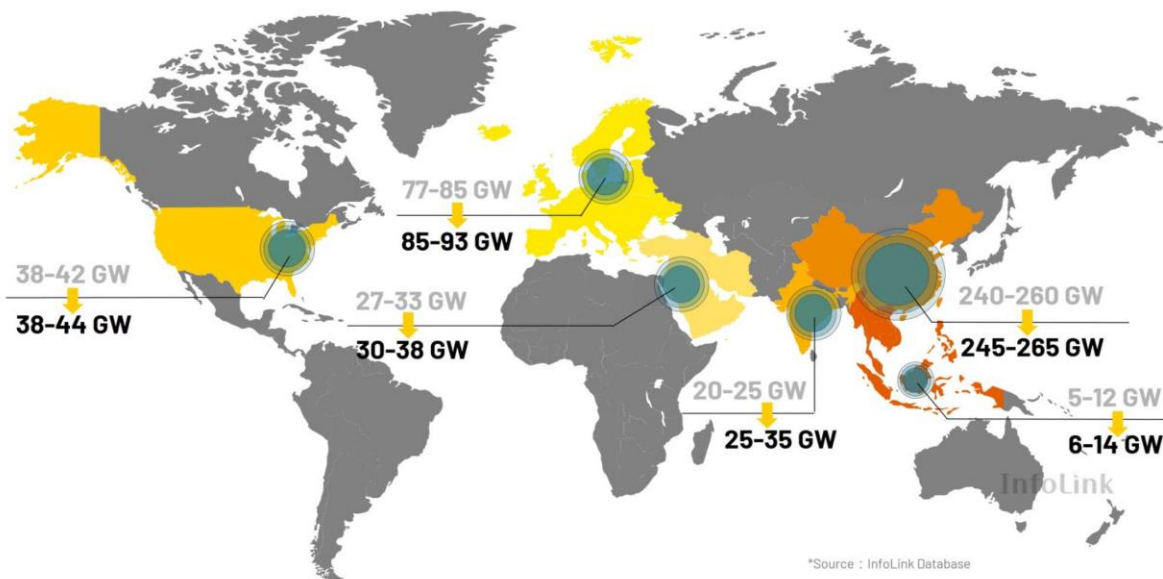 77-85 GW
85-93 GW
38-42 GW
38-44 GW
27-33 GW
30-38 GW
240-260 GW
245-265 GW
20-25 GW
25-35 GW
5-12 GW
6-14 GW
InfoLink
*Source : InfoLink Database